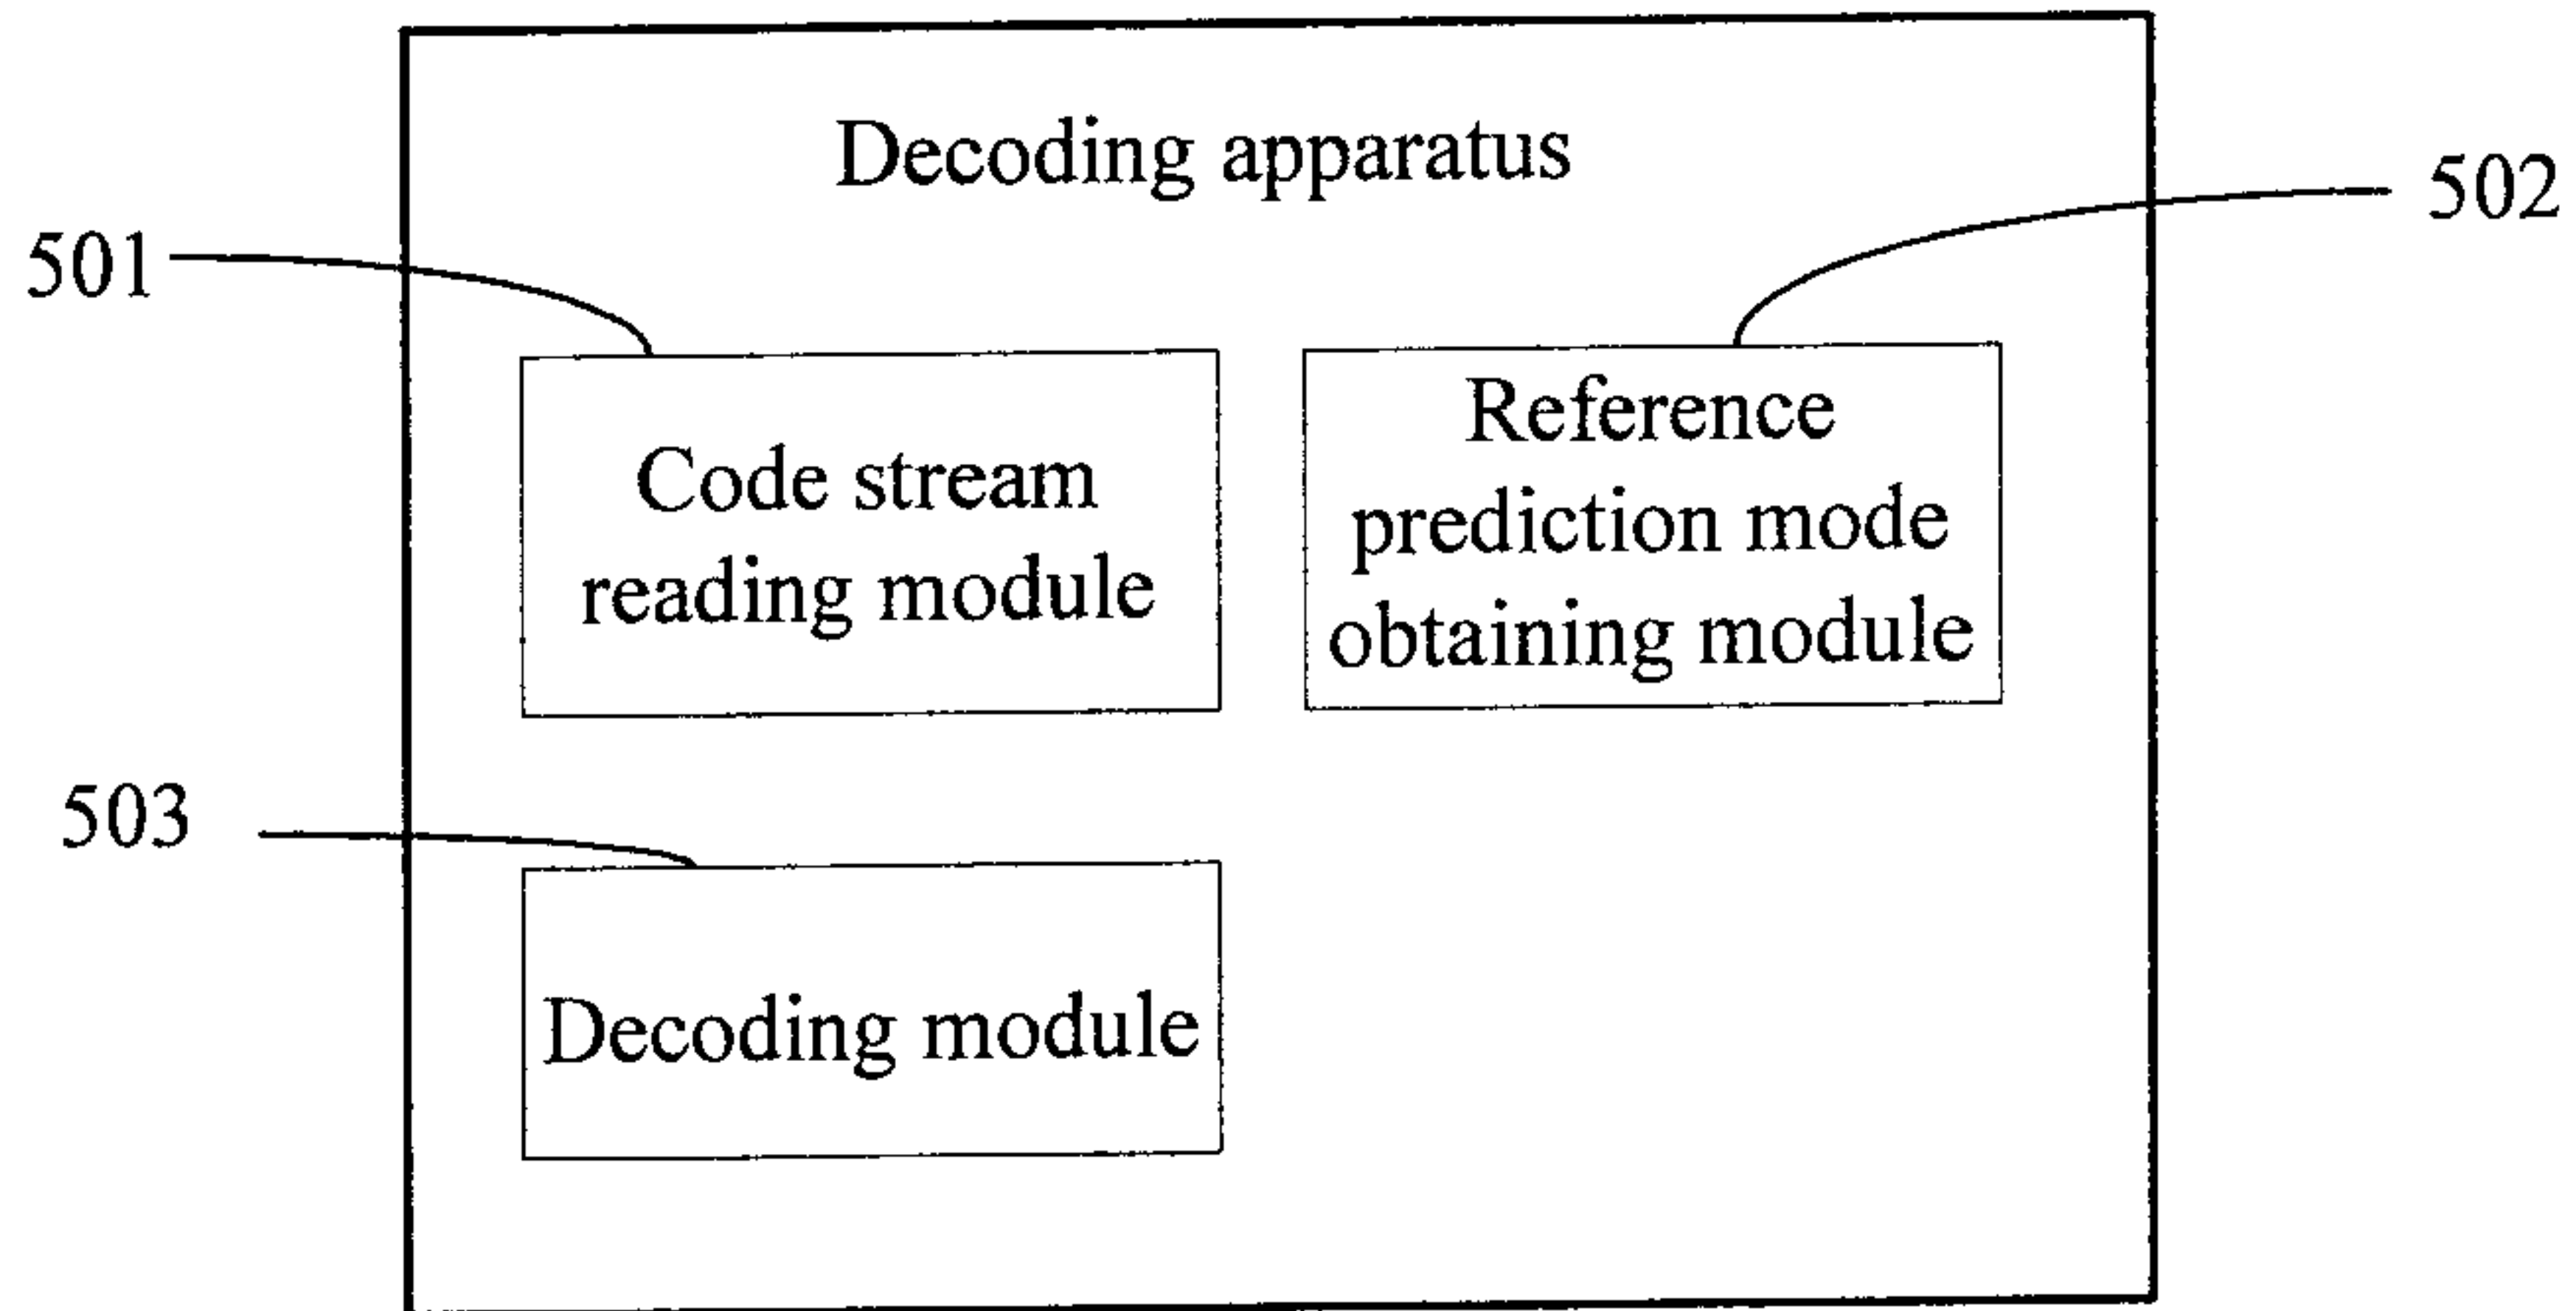 Decoding apparatus
501
502
Code stream
reading module
Reference
prediction mode
obtaining module
503
Decoding module